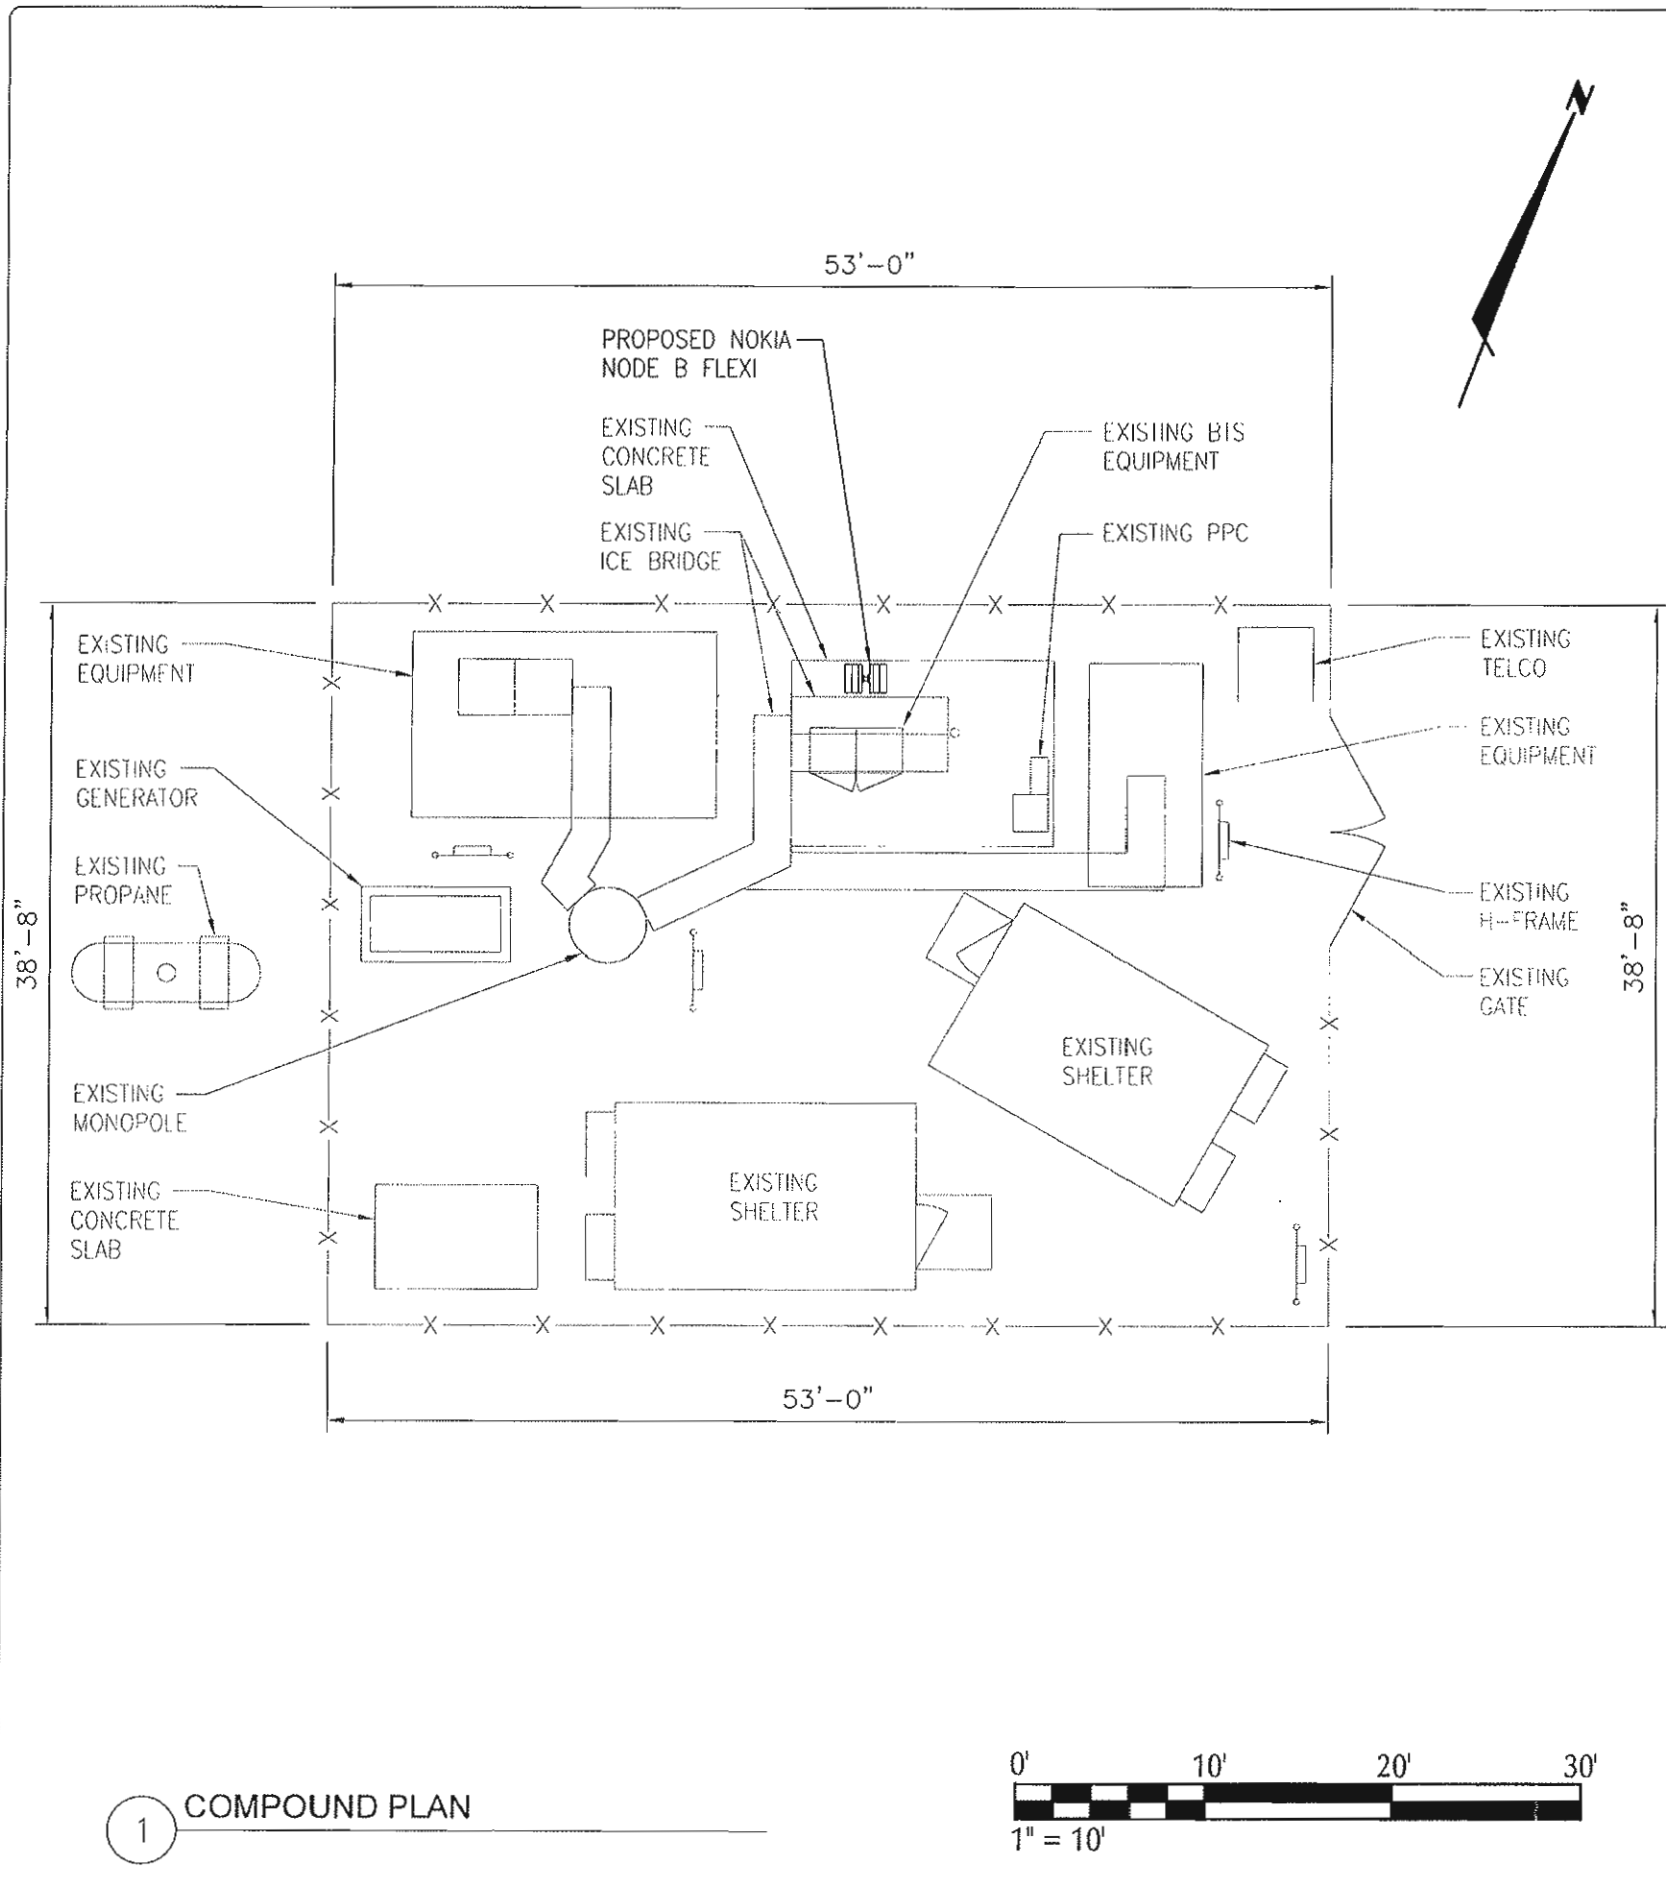 N
53'-0"
PROPOSED NOKIA
NODE B FLEXI
EXISTING
CONCRETE
SLAB
EXISTING BTS
EQUIPMENT
EXISTING
ICE BRIDGE
EXISTING PPC
EXISTING
EQUIPMENT
EXISTING
TELCO
EXISTING
GENERATOR
EXISTING
EQUIPMENT
EXISTING
PROPANE
EXISTING
H-FRAME
38'-8"
38'-8"
EXISTING
GATE
EXISTING
SHELTER
EXISTING
MONOPOLE
EXISTING
SHELTER
EXISTING
CONCRETE
SLAB
53'-0"
1 COMPOUND PLAN
0' 10' 20' 30'
1" = 10'